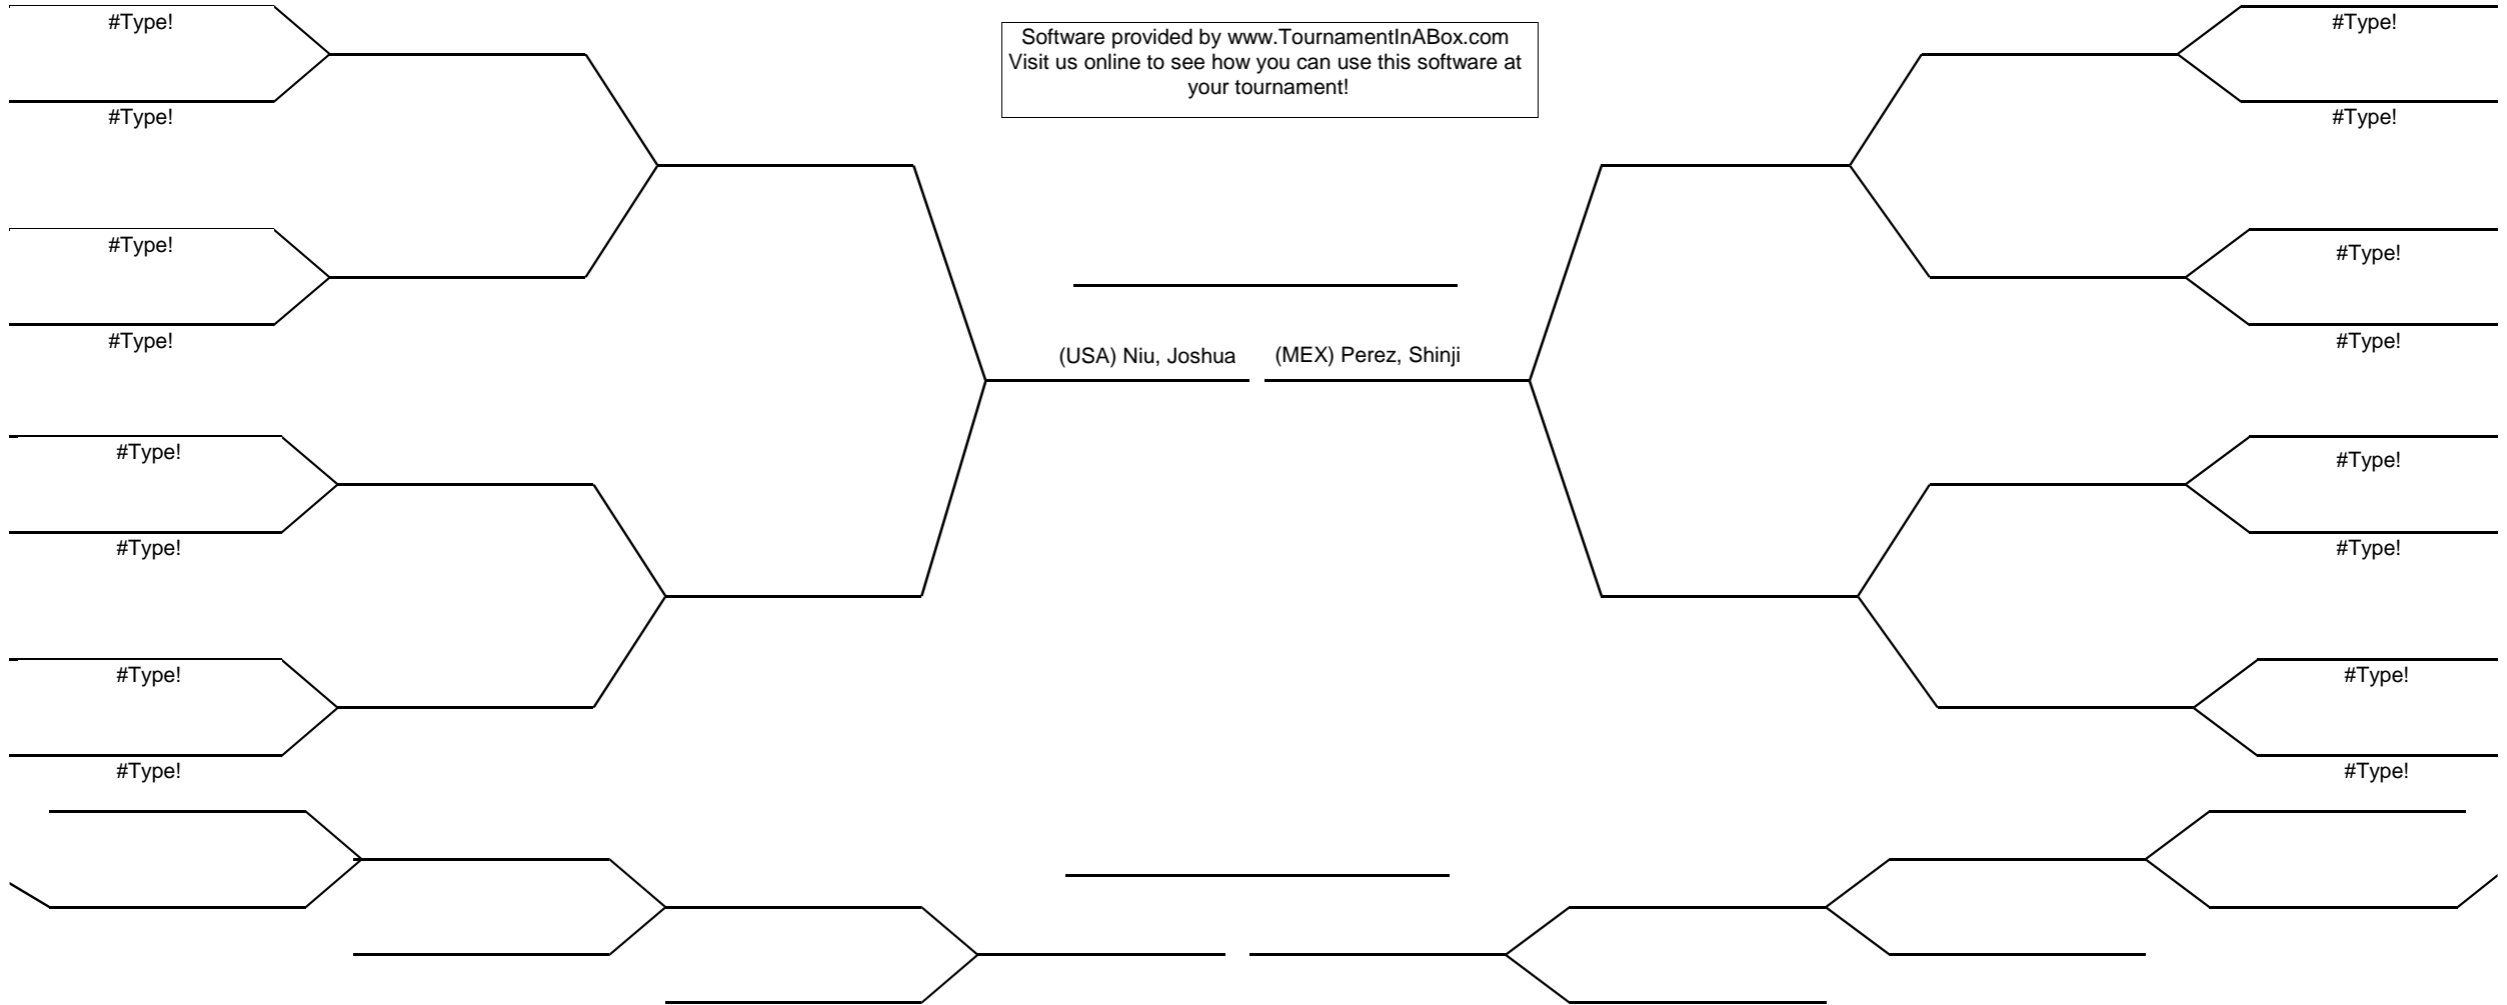 #Type!
Software provided by www.TournamentInABox.com
Visit us online to see how you can use this software at
your tournament!
#Type!
#Type!
#Type!
#Type!
#Type!
#Type!
#Type!
(USA) Niu, Joshua
(MEX) Perez, Shinji
#Type!
#Type!
#Type!
#Type!
#Type!
#Type!
#Type!
#Type!
#Type!